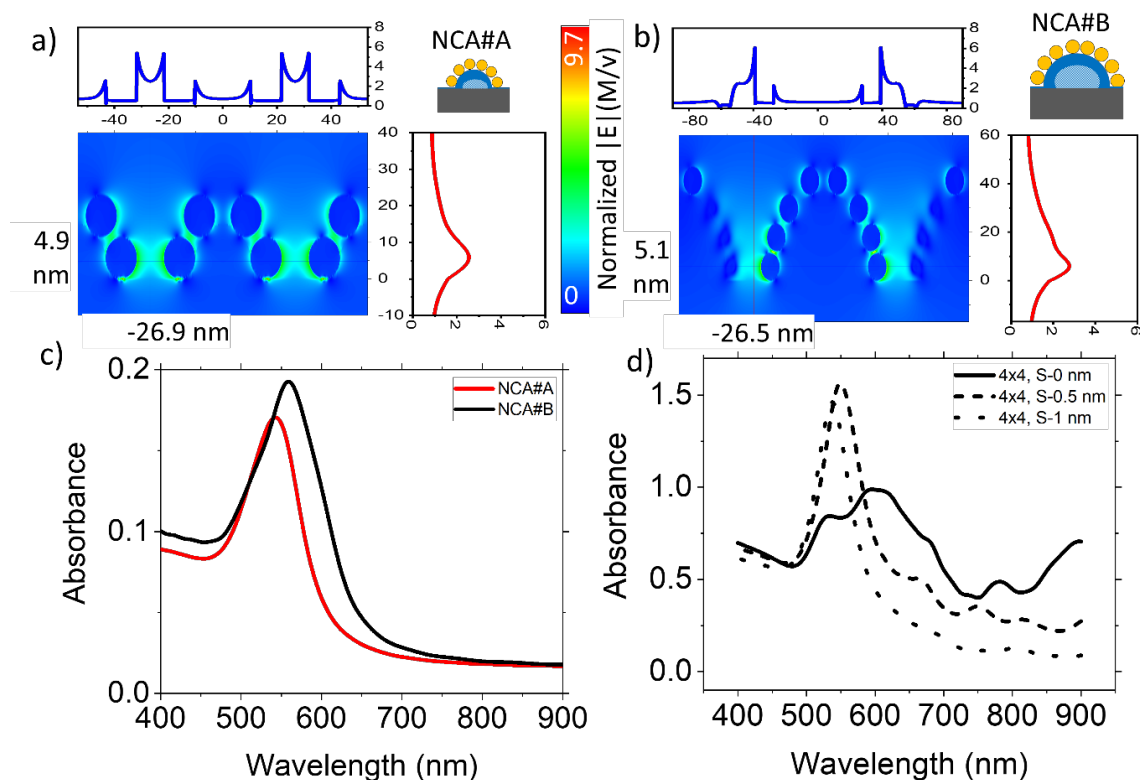 a)
NCA#A
8
6
4
2
0
-40
-20
0
20
40
4.9
nm
-26.9 nm
40
30
20
10
0
-10
0
2
4
6
9.7
Normalized |E|(M/v)
0
b)
NCA#B
8
6
4
2
0
-80
-40
0
40
80
5.1
nm
-26.5 nm
60
40
20
0
0
2
4
6
c)
0.2
0.1
0.0
Absorbance
NCA#A
NCA#B
400 500 600 700 800 900
Wavelength (nm)
d)
1.5
1.0
0.5
0.0
Absorbance
4x4, S-0 nm
4x4, S-0.5 nm
4x4, S-1 nm
400 500 600 700 800 900
Wavelength (nm)